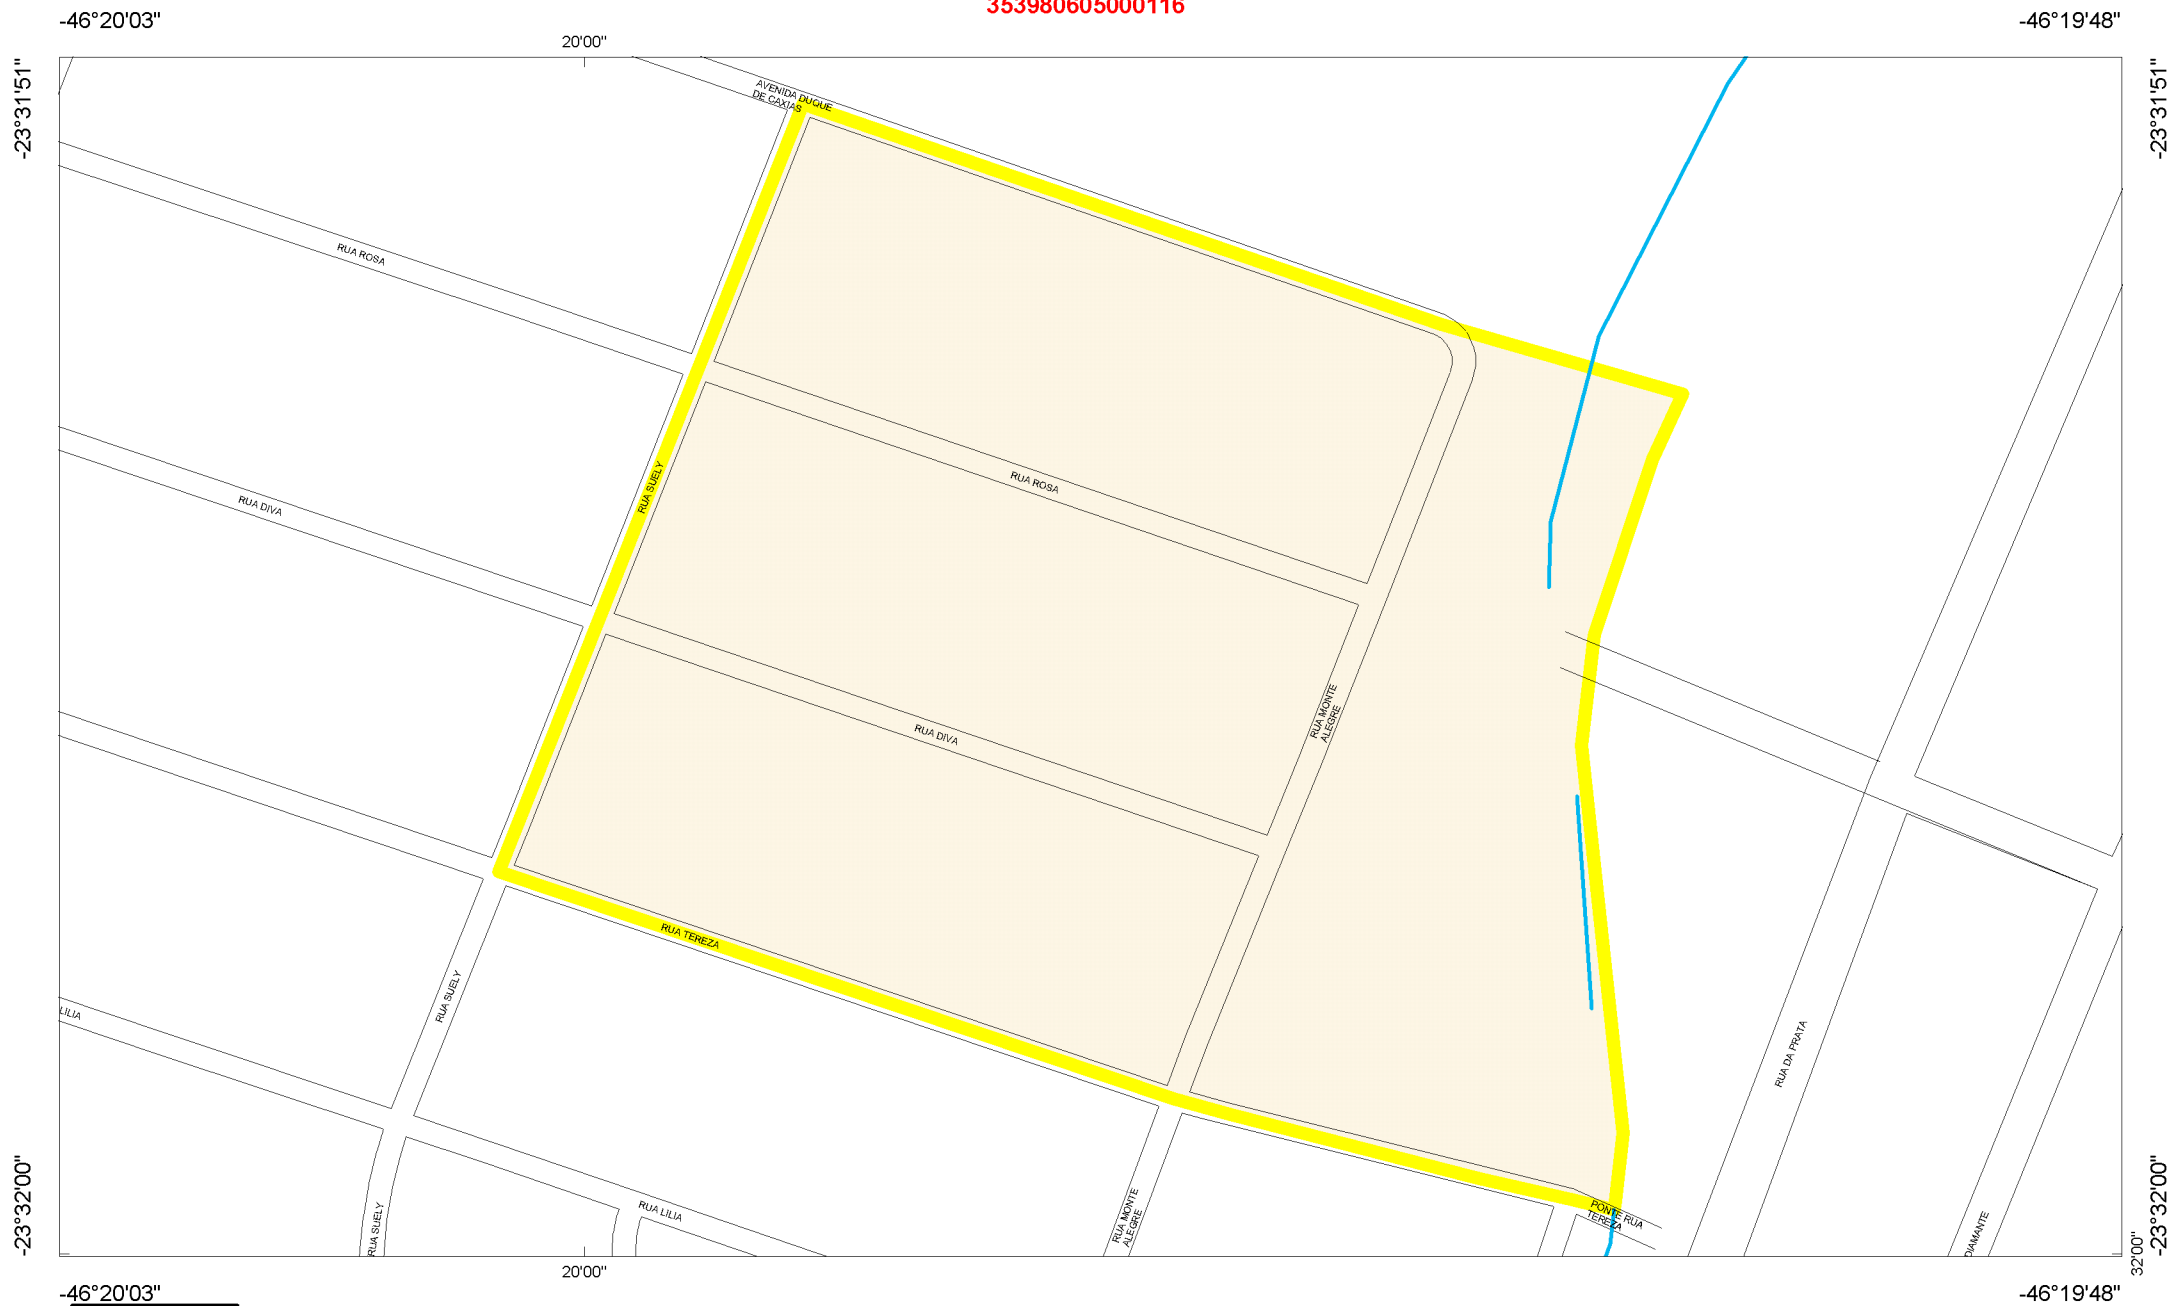 353980605000116
-46°20'03"
-46°19'48"
20'00"
-23°31'51"
-23°31'51"
AVENIDA DUQUE
DE CAXIAS
RUA ROSA
RUA SUELY
RUA ROSA
RUA DIVA
RUA MONTE
ALEGRE
RUA DIVA
RUA TEREZA
RUA SUELY
LILIA
RUA DA PRATA
RUA SUELY
RUA LILIA
RUA MONTE
ALEGRE
PONTE RUA
TEREZA
DIAMANTE
-23°32'00"
32'00"
-23°32'00"
20'00"
-46°20'03"
-46°19'48"